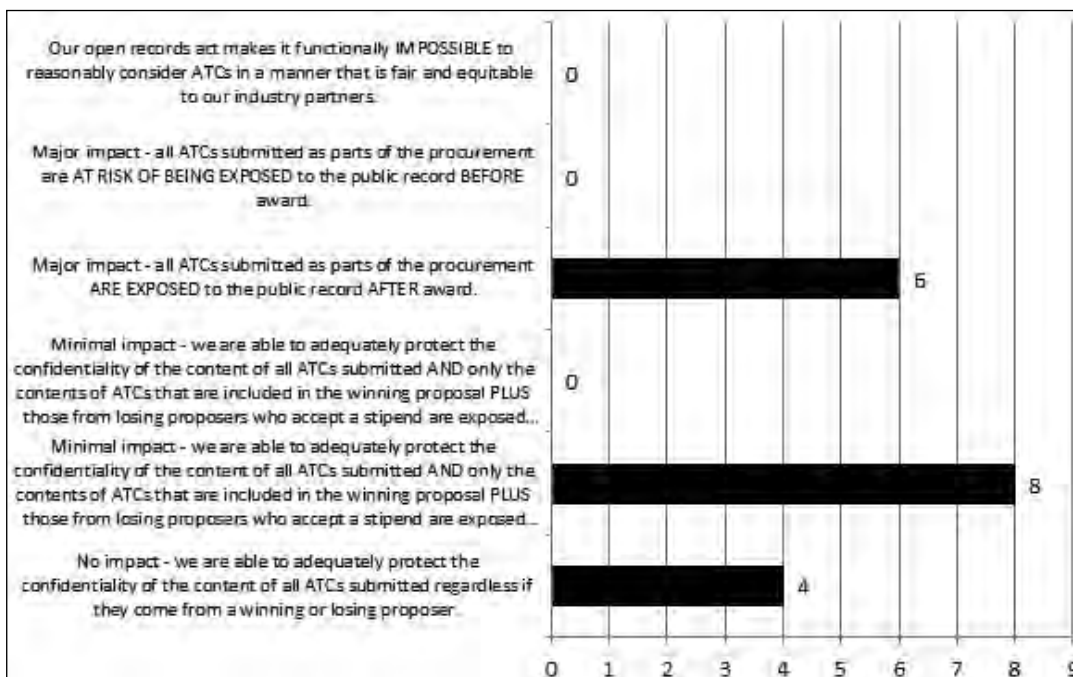 Our open records act makes it functionally IMPOSSIBLE to
reasonably consider ATCs in a manner that is fair and equitable
to our industry partners.
0
Major impact - all ATCs submitted as parts of the procurement
are AT RISK OF BEING EXPOSED to the public record BEFORE
award.
0
Major impact - all ATCs submitted as parts of the procurement
ARE EXPOSED to the public record AFTER award.
6
Minimal impact - we are able to adequately protect the
confidentiality of the content of all ATCs submitted AND only the
contents of ATCs that are included in the winning proposal PLUS
those from losing proposers who accept a stipend are exposed...
0
Minimal impact - we are able to adequately protect the
confidentiality of the content of all ATCs submitted AND only the
contents of ATCs that are included in the winning proposal PLUS
those from losing proposers who accept a stipend are exposed...
8
No impact - we are able to adequately protect the
confidentiality of the content of all ATCs submitted regardless if
they come from a winning or losing proposer.
4
0 1 2 3 4 5 6 7 8 9